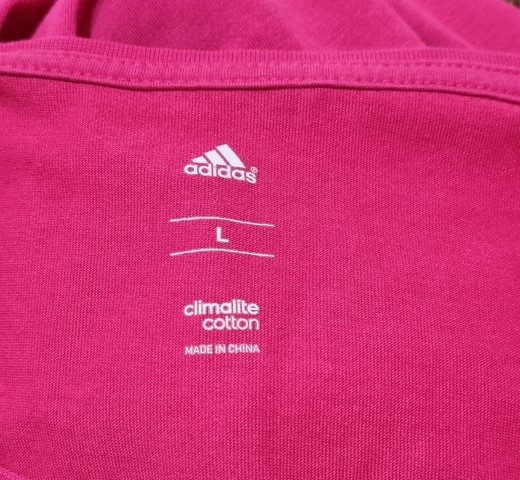 adidas®
L
climalite
cotton
MADE IN CHINA